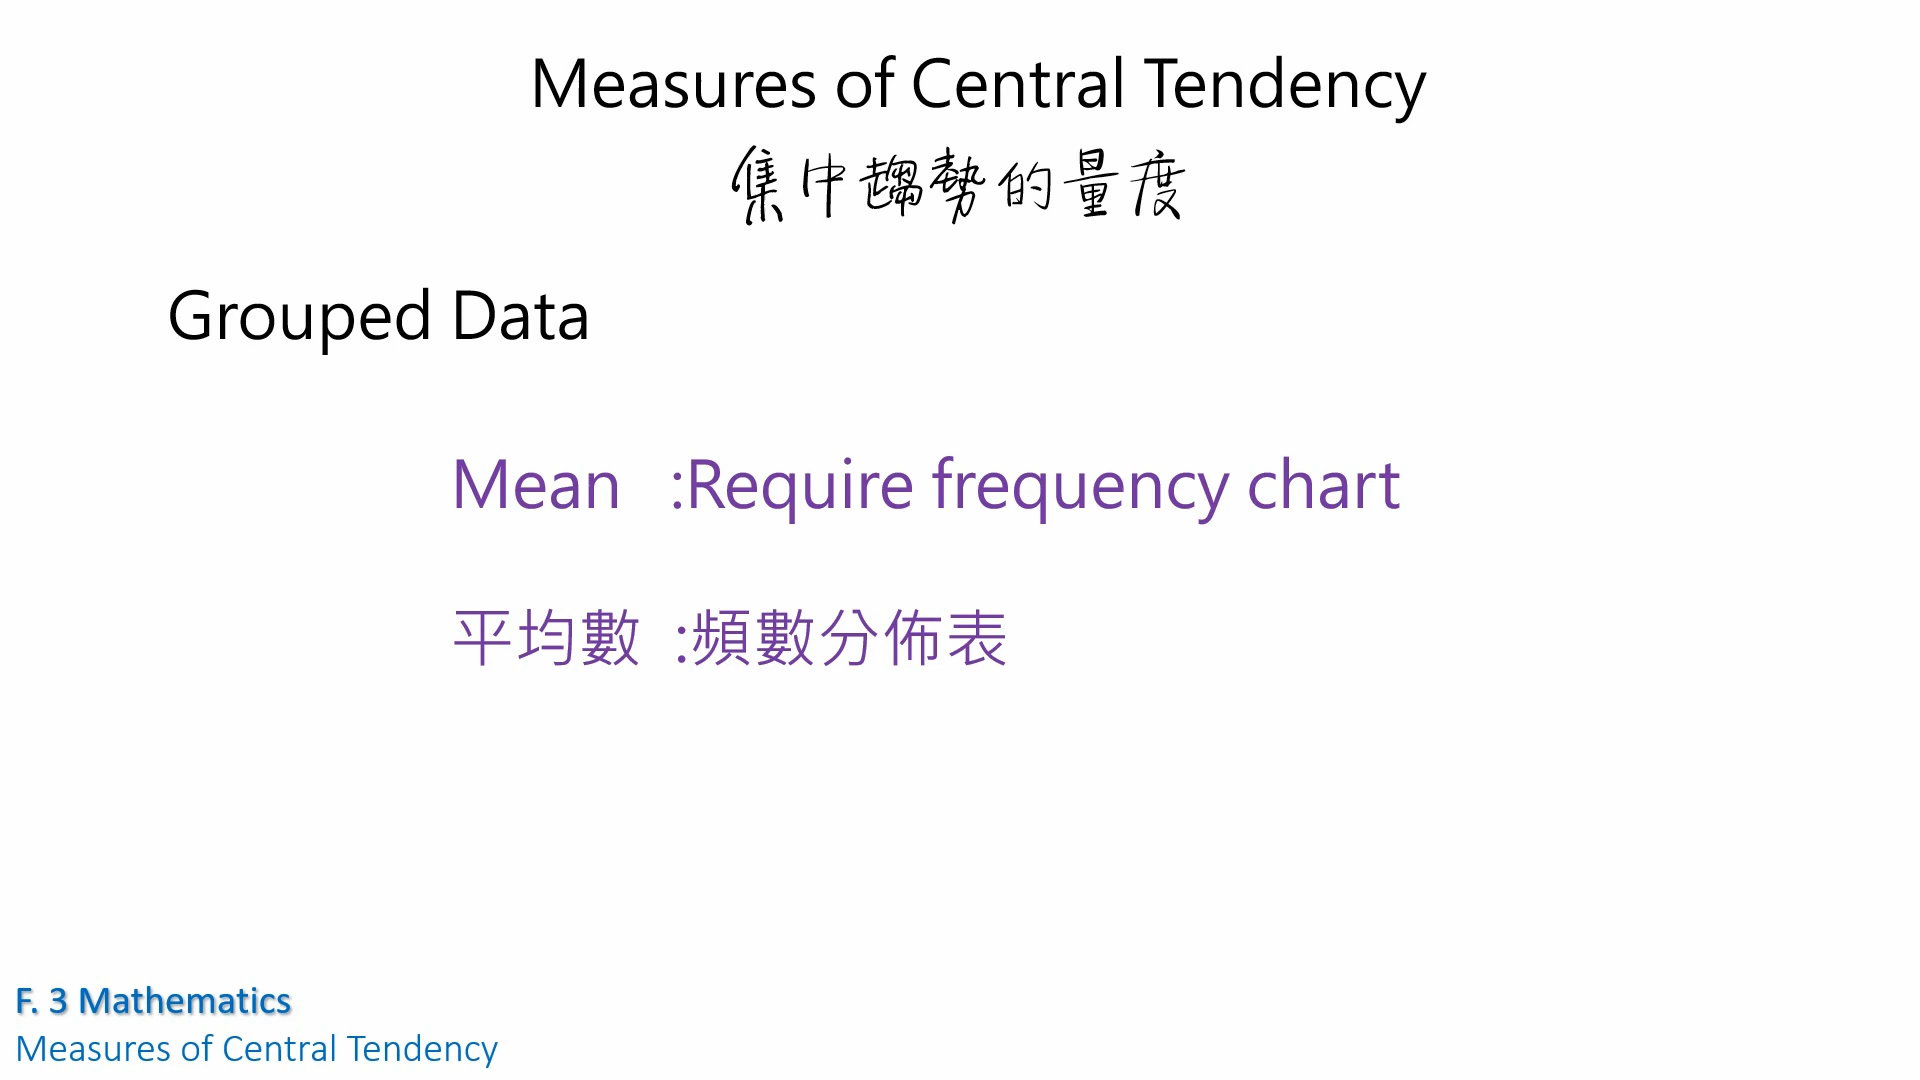 Measures of Central Tendency
集中趨勢的量度
Grouped Data
Mean :Require frequency chart
平均數 :頻數分佈表
F. 3 Mathematics
Measures of Central Tendency